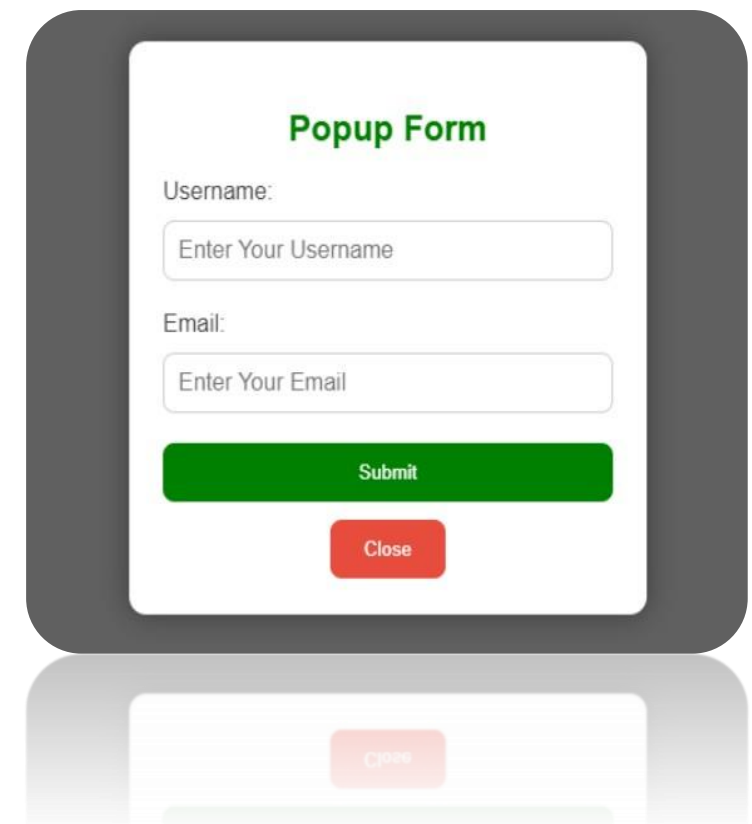 Popup Form
Username:
Enter Your Username
Email:
Enter Your Email
Submit
Close